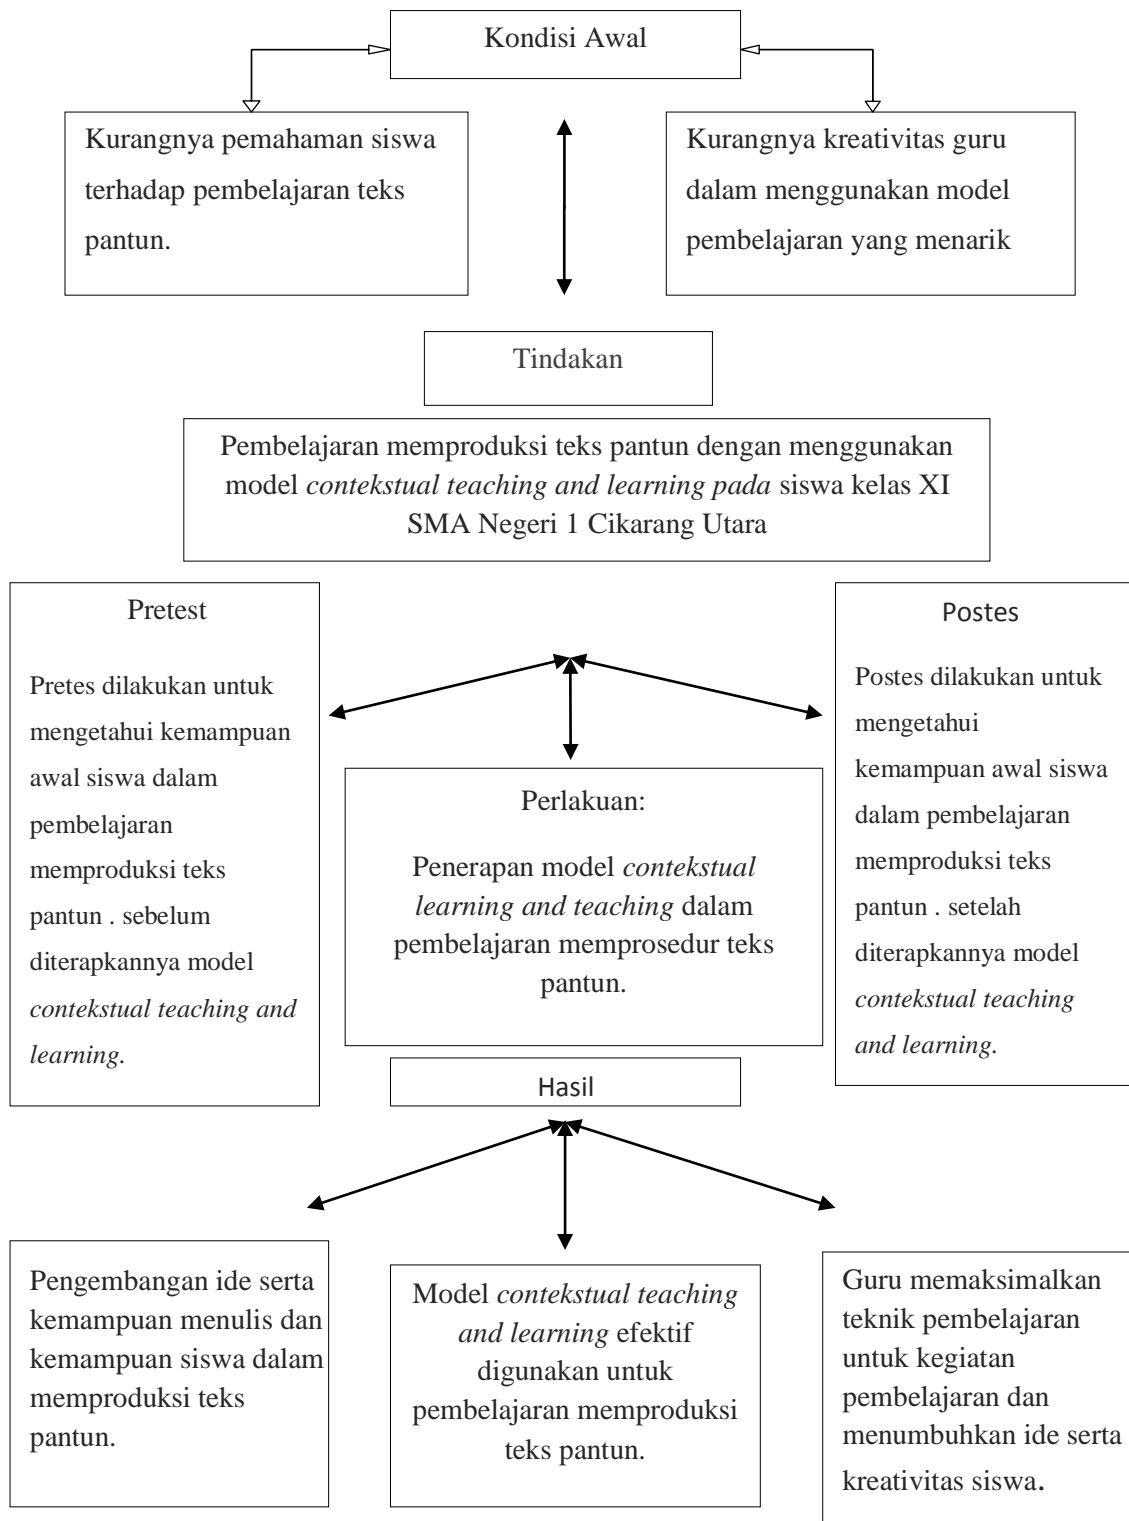 Kondisi Awal
Kurangnya pemahaman siswa
terhadap pembelajaran teks
pantun.
Kurangnya kreativitas guru
dalam menggunakan model
pembelajaran yang menarik
Tindakan
Pembelajaran memproduksi teks pantun dengan menggunakan
model contekstual teaching and learning pada siswa kelas XI
SMA Negeri 1 Cikarang Utara
Pretest
Pretes dilakukan untuk
mengetahui kemampuan
awal siswa dalam
pembelajaran
memproduksi teks
pantun . sebelum
diterapkannya model
contekstual teaching and
learning.
Perlakuan:
Penerapan model contekstual
learning and teaching dalam
pembelajaran memprosedur teks
pantun.
Postes
Postes dilakukan untuk
mengetahui
kemampuan awal siswa
dalam pembelajaran
memproduksi teks
pantun . setelah
diterapkannya model
contekstual teaching
and learning.
Hasil
Pengembangan ide serta
kemampuan menulis dan
kemampuan siswa dalam
memproduksi teks
pantun.
Model contekstual teaching
and learning efektif
digunakan untuk
pembelajaran memproduksi
teks pantun.
Guru memaksimalkan
teknik pembelajaran
untuk kegiatan
pembelajaran dan
menumbuhkan ide serta
kreativitas siswa.